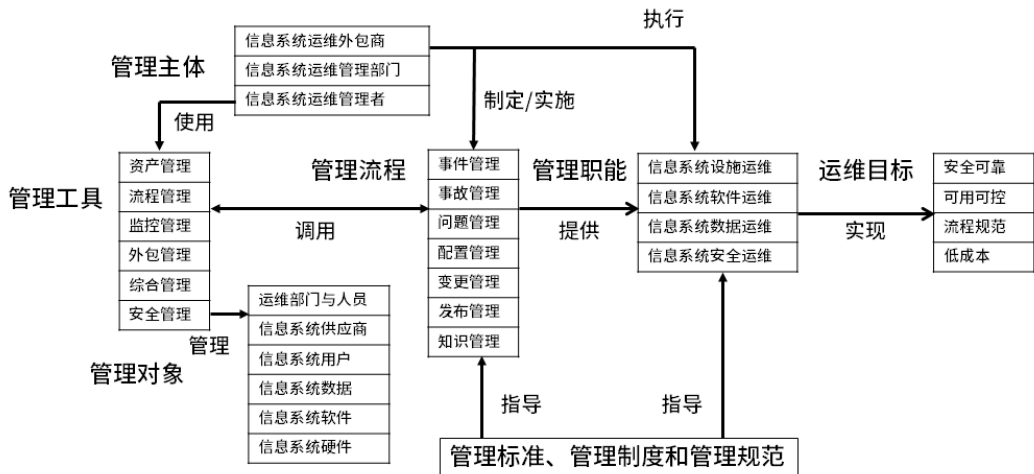 执行
信息系统运维外包商
信息系统运维管理部门
信息系统运维管理者
管理主体
制定/实施
使用
资产管理
流程管理
监控管理
外包管理
综合管理
安全管理
管理工具
管理流程
调用
事件管理
事故管理
问题管理
配置管理
变更管理
发布管理
知识管理
管理职能
提供
信息系统设施运维
信息系统软件运维
信息系统数据运维
信息系统安全运维
运维目标
实现
安全可靠
可用可控
流程规范
低成本
管理
管理对象
运维部门与人员
信息系统供应商
信息系统用户
信息系统数据
信息系统软件
信息系统硬件
指导
指导
管理标准、管理制度和管理规范